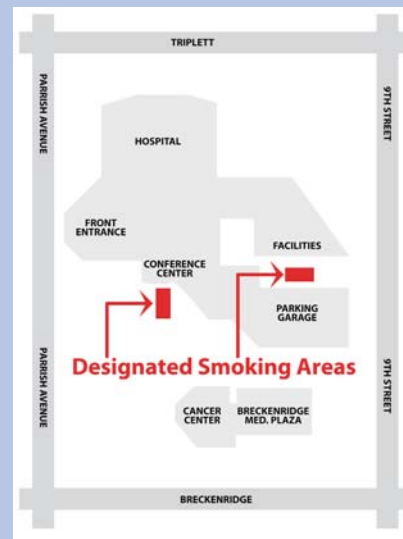 TRIPLETT
PARRISH AVENUE
9TH STREET
HOSPITAL
FRONT
ENTRANCE
FACILITIES
CONFERENCE
CENTER
PARKING
GARAGE
Designated Smoking Areas
PARRISH AVENUE
9TH STREET
CANCER
CENTER
BRECKENRIDGE
MED. PLAZA
BRECKENRIDGE